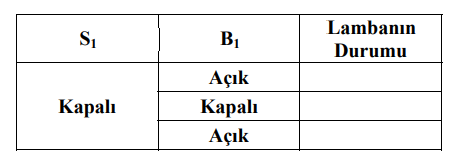 S1 B1 Lambanın
Durumu
Açık
Kapalı Kapalı
Açık